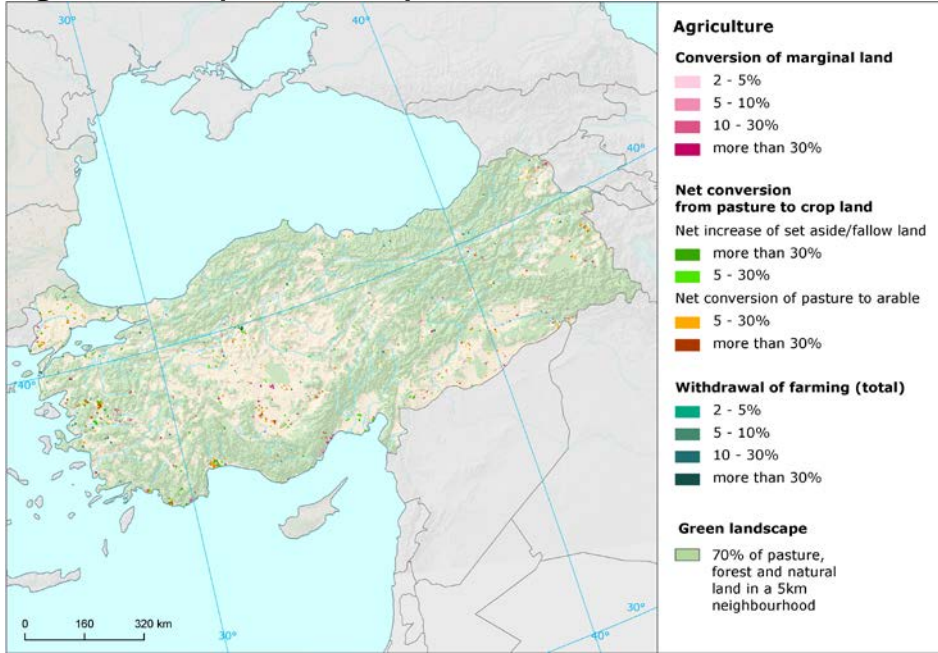 30°
40°
Agriculture
Conversion of marginal land
2 - 5%
5 - 10%
10 - 30%
more than 30%
40°
Net conversion
from pasture to crop land
Net increase of set aside/fallow land
more than 30%
5 - 30%
Net conversion of pasture to arable
5 - 30%
more than 30%
40°
Withdrawal of farming (total)
2 - 5%
5 - 10%
10 - 30%
more than 30%
Green landscape
70% of pasture,
forest and natural
land in a 5km
neighbourhood
30°
0 160 320 km
30°
40°